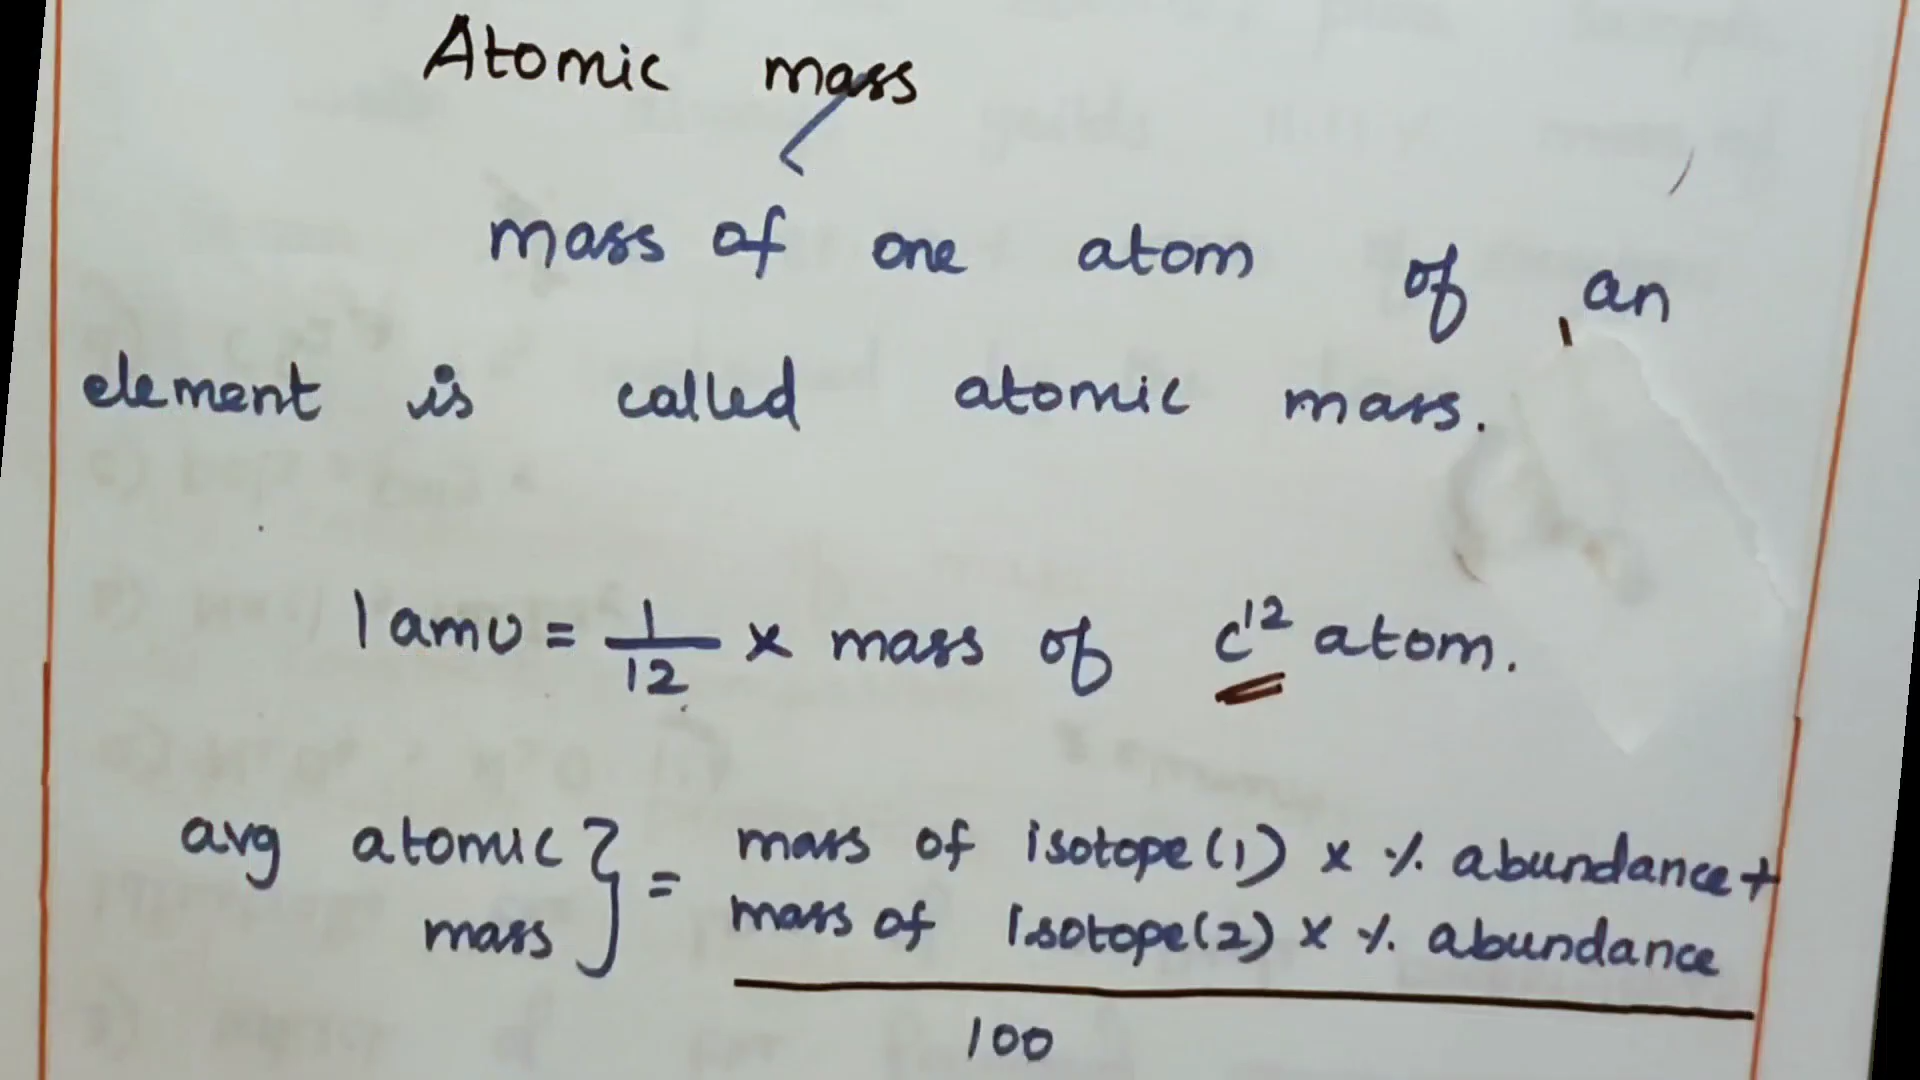 Atomic mass
mass of one atom of an
element is called atomic mass.
1 amu = 1/12 x mass of C¹² atom.
avg atomic mass } = mass of isotope(1) x % abundance +
mass of isotope(2) x % abundance
100